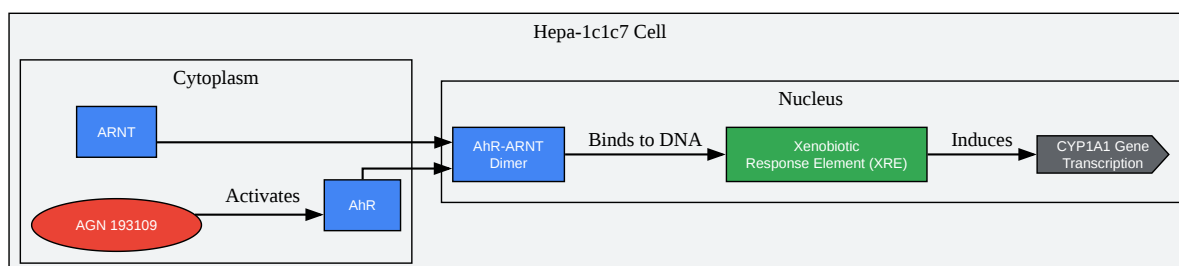 Hepa-1c1c7 Cell
Cytoplasm
Nucleus
ARNT
AGN 193109
Activates
AhR
AhR-ARNT
Dimer
Binds to DNA
Xenobiotic
Response Element (XRE)
Induces
CYP1A1 Gene
Transcription